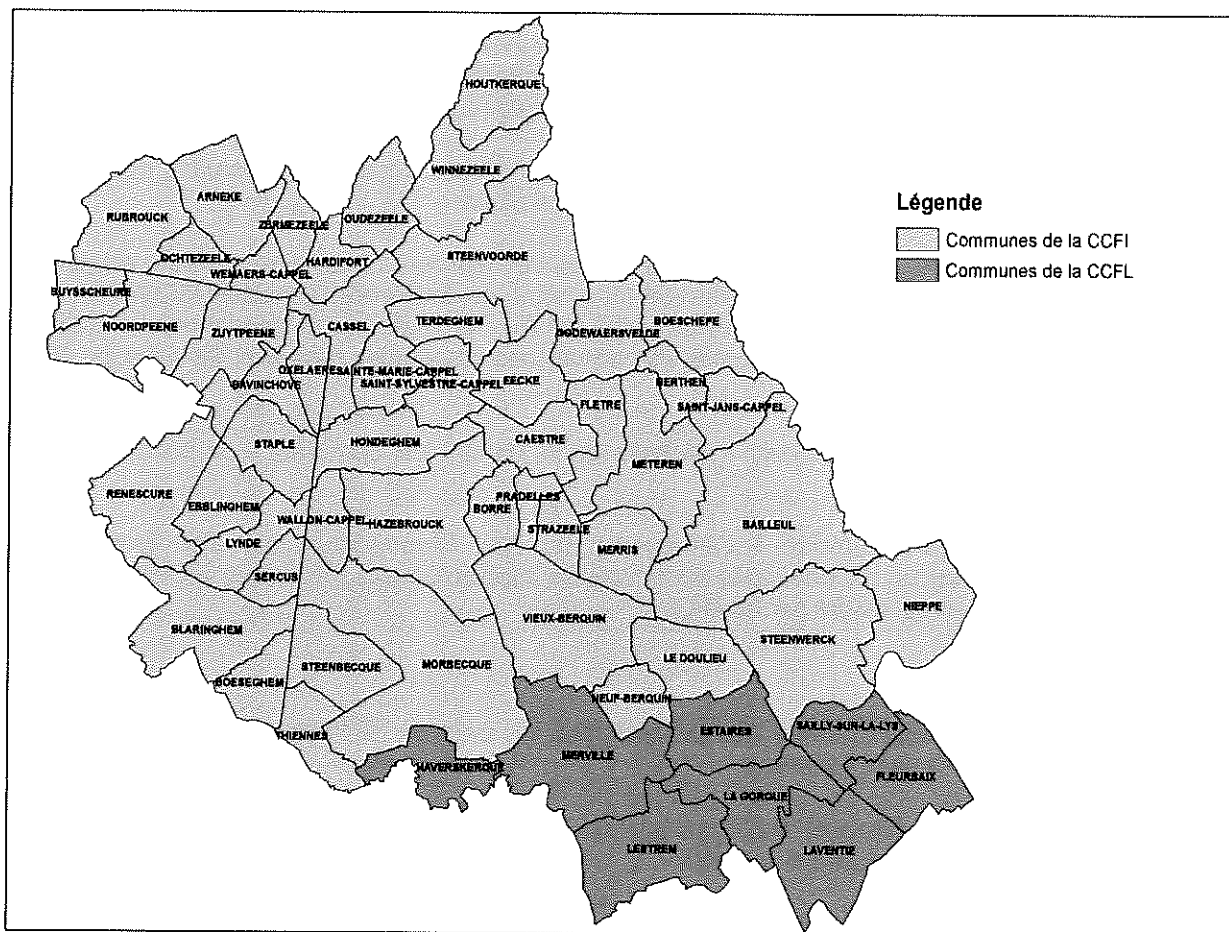 HOUTKERQUE
WINNEZEELE
ARNEKE
RUBROUCK
ZERMEZEELE
OUDEZEELE
Légende
Communes de la CCFI
Communes de la CCFL
OCHTEZEELE
HARDIFORT
STEENVOORDE
WEMAERS-CAPPEL
BUYSSCHEURE
NOORDPEENE
ZUYTPEENE
CASSEL
TERDEGHEM
BODEWAERSVELDE
BOESCHEPE
OXELAERE
SAINTE-MARIE-CAPPEL
BAVINCHOVE
SAINT-SYLVESTRE-CAPPEL
EECKE
BERTHEN
FLETRE
SAINT-JANS-CAPPEL
STAPLE
HONDEGHEM
CAESTRE
METEREN
RENESCURE
EBBLINGHEM
WALLON-CAPPEL
HAZEBROUCK
BORRE
PRADELLES
STRAZEELE
BAILLEUL
LYNDE
MERRIS
SERCUS
NIEPPE
BLARINGHEM
VIEUX-BERQUIN
STEENWERCK
STEENBECQUE
MORBECQUE
LE DOULIEU
BOESEGHEM
NEUF-BERQUIN
THIENNES
ESTAIRES
SAILLY-SUR-LA-LYS
HAVERSKERQUE
MERVILLE
FLEURBAIX
LA GORGUE
LESTREM
LAVENTIE